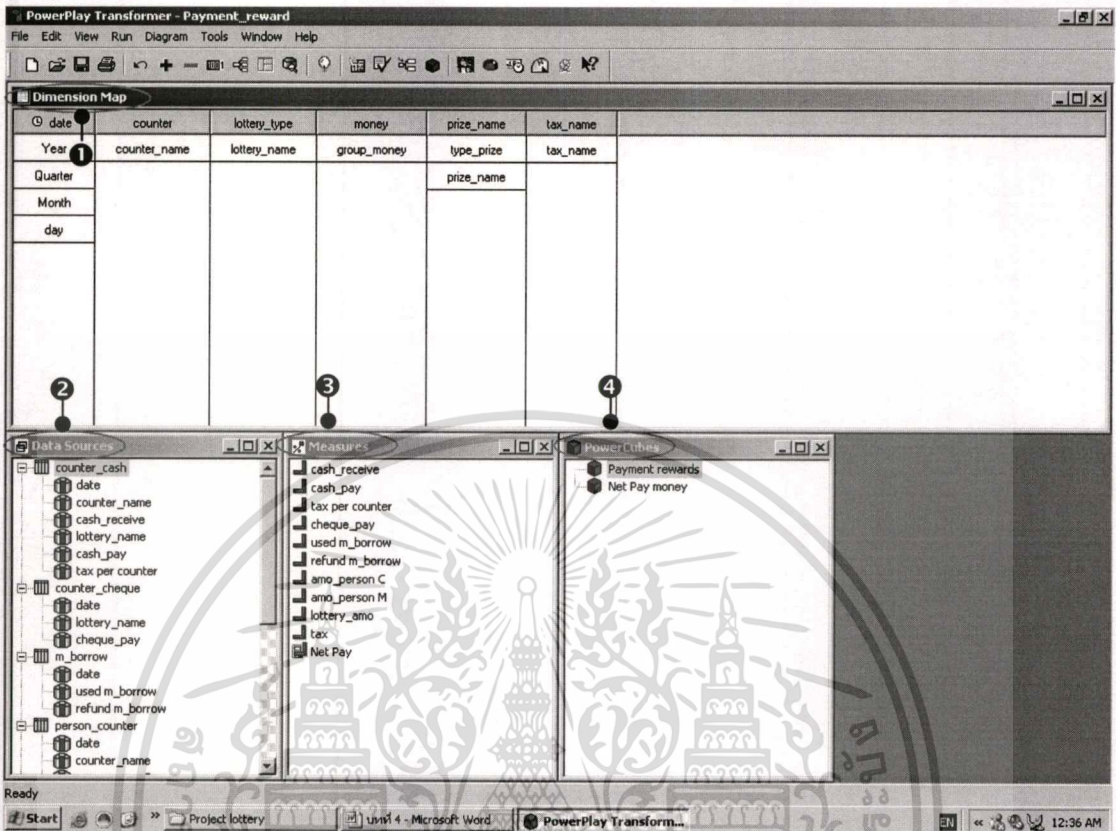 PowerPlay Transformer - Payment_reward
File Edit View Run Diagram Tools Window Help
Dimension Map
date counter lottery_type money prize_name tax_name
Year counter_name lottery_name group_money type_prize tax_name
Quarter prize_name
Month
day
1
2
3
4
Data Sources
counter_cash
date
counter_name
cash_receive
lottery_name
cash_pay
tax per counter
counter_cheque
date
lottery_name
cheque_pay
m_borrow
date
used m_borrow
refund m_borrow
person_counter
date
counter_name
Measures
cash_receive
cash_pay
tax per counter
cheque_pay
used m_borrow
refund m_borrow
amo_person C
amo_person M
lottery_amo
tax
Net Pay
PowerCubes
Payment rewards
Net Pay money
Ready
Start Project lottery บทที่ 4 - Microsoft Word PowerPlay Transform... EN 12:36 AM